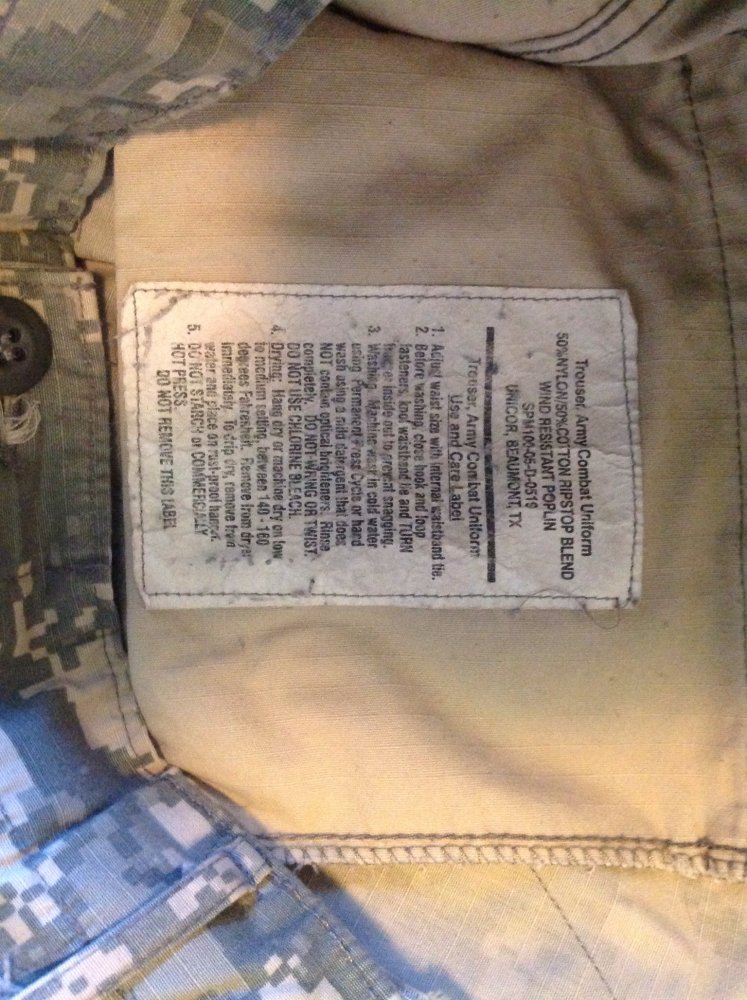 Trouser, Army Combat Uniform
50%NYLON/50%COTTON RIPSTOP BLEND
WIND RESISTANT POPLIN
SPM100-05-D-0519
UNICOR, BEAUMONT, TX
Trouser, Army Combat Uniform
Use and Care Label
1. Adjust waist size with internal waistband tie.
2. Before washing, close hook and loop
fasteners, knot waistband tie and TURN
inside out to prevent snagging.
3. Washing. Machine wash in cold water
using Permanent Press Cycle or hand
wash using a mild detergent that does
NOT contain optical brighteners. Rinse
completely. DO NOT WRING OR TWIST.
DO NOT USE CHLORINE BLEACH.
4. Drying: Hang dry or machine dry on low
to medium setting, between 140 - 160
degrees Fahrenheit. Remove from dryer
immediately. To drip dry, remove from
water and place on rust-proof hanger.
5. DO NOT STARCH or COMMERCIALLY
HOT PRESS.
DO NOT REMOVE THIS LABEL